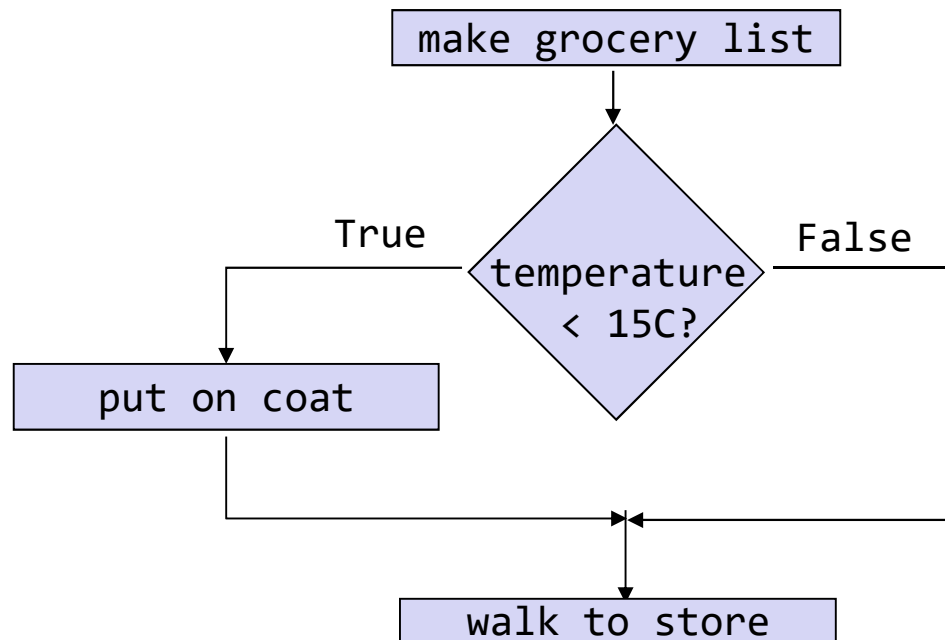 make grocery list
True
False
temperature
< 15C?
put on coat
walk to store